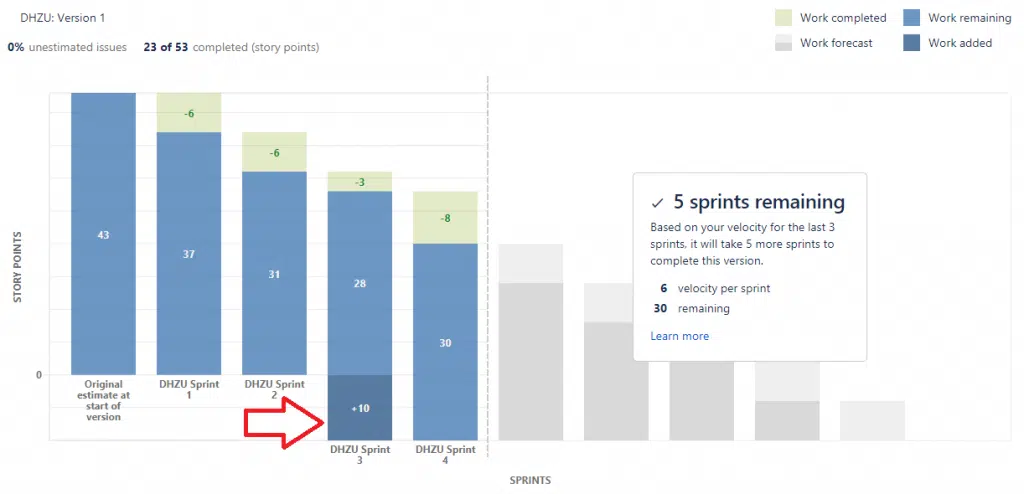 DHZU: Version 1
0% unestimated issues 23 of 53 completed (story points)
Work completed Work remaining
Work forecast Work added
STORY POINTS
0
43
-6
37
-6
31
-3
28
+10
-8
30
Original
estimate at
start of
version
DHZU Sprint
1
DHZU Sprint
2
DHZU Sprint
3
DHZU Sprint
4
✓ 5 sprints remaining
Based on your velocity for the last 3
sprints, it will take 5 more sprints to
complete this version.
6 velocity per sprint
30 remaining
Learn more
SPRINTS